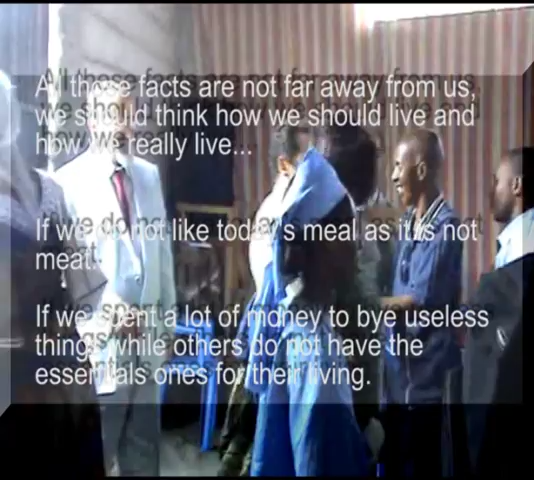 All those facts are not far away from us,
we should think how we should live and
how we really live...
If we do not like today's meal as it is not
meat.
If we spent a lot of money to bye useless
things while others do not have the
essentials ones for their living.